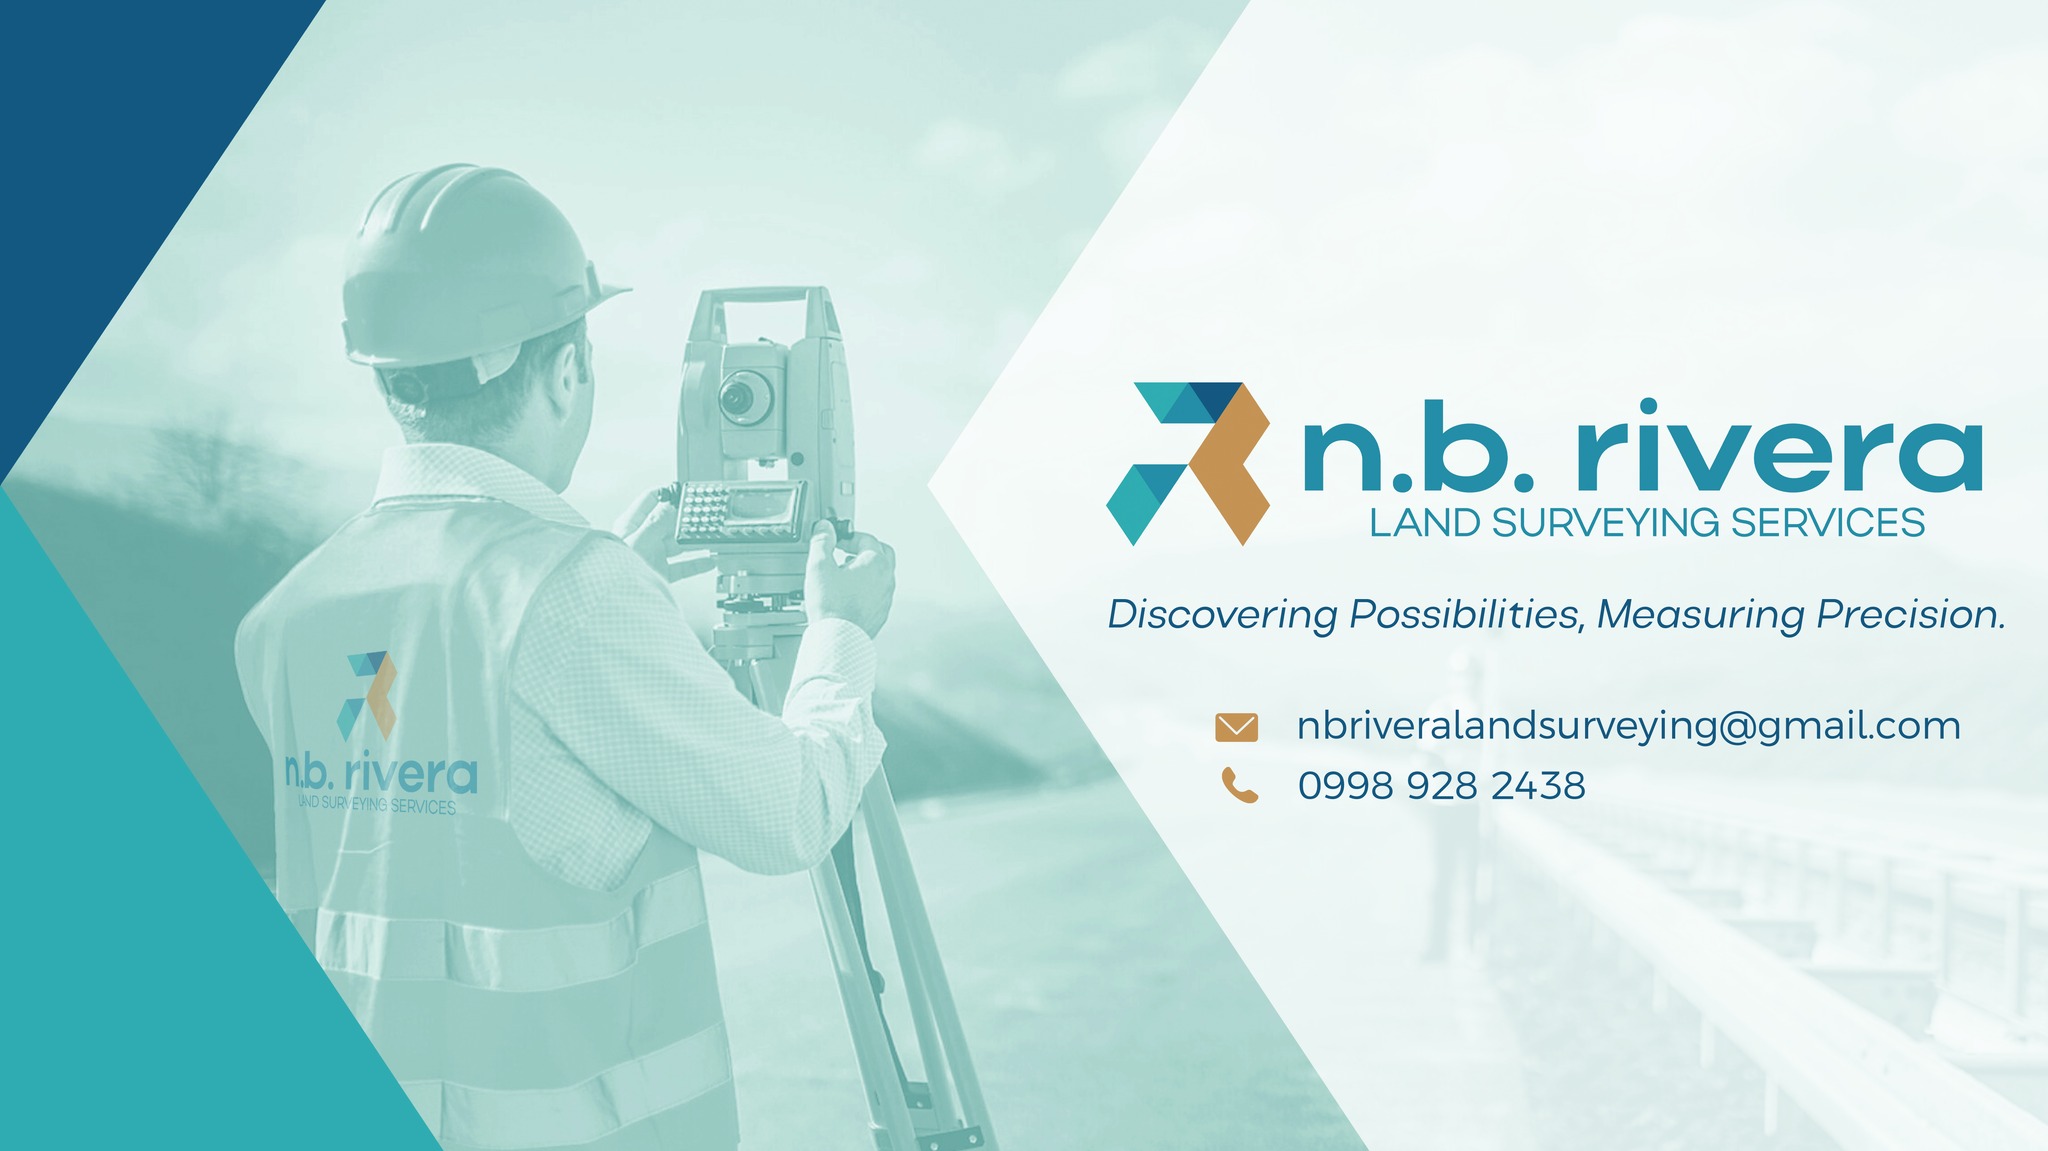 n.b. rivera
LAND SURVEYING SERVICES
Discovering Possibilities, Measuring Precision.
nbriveralandsurveying@gmail.com
0998 928 2438
n.b. rivera
LAND SURVEYING SERVICES